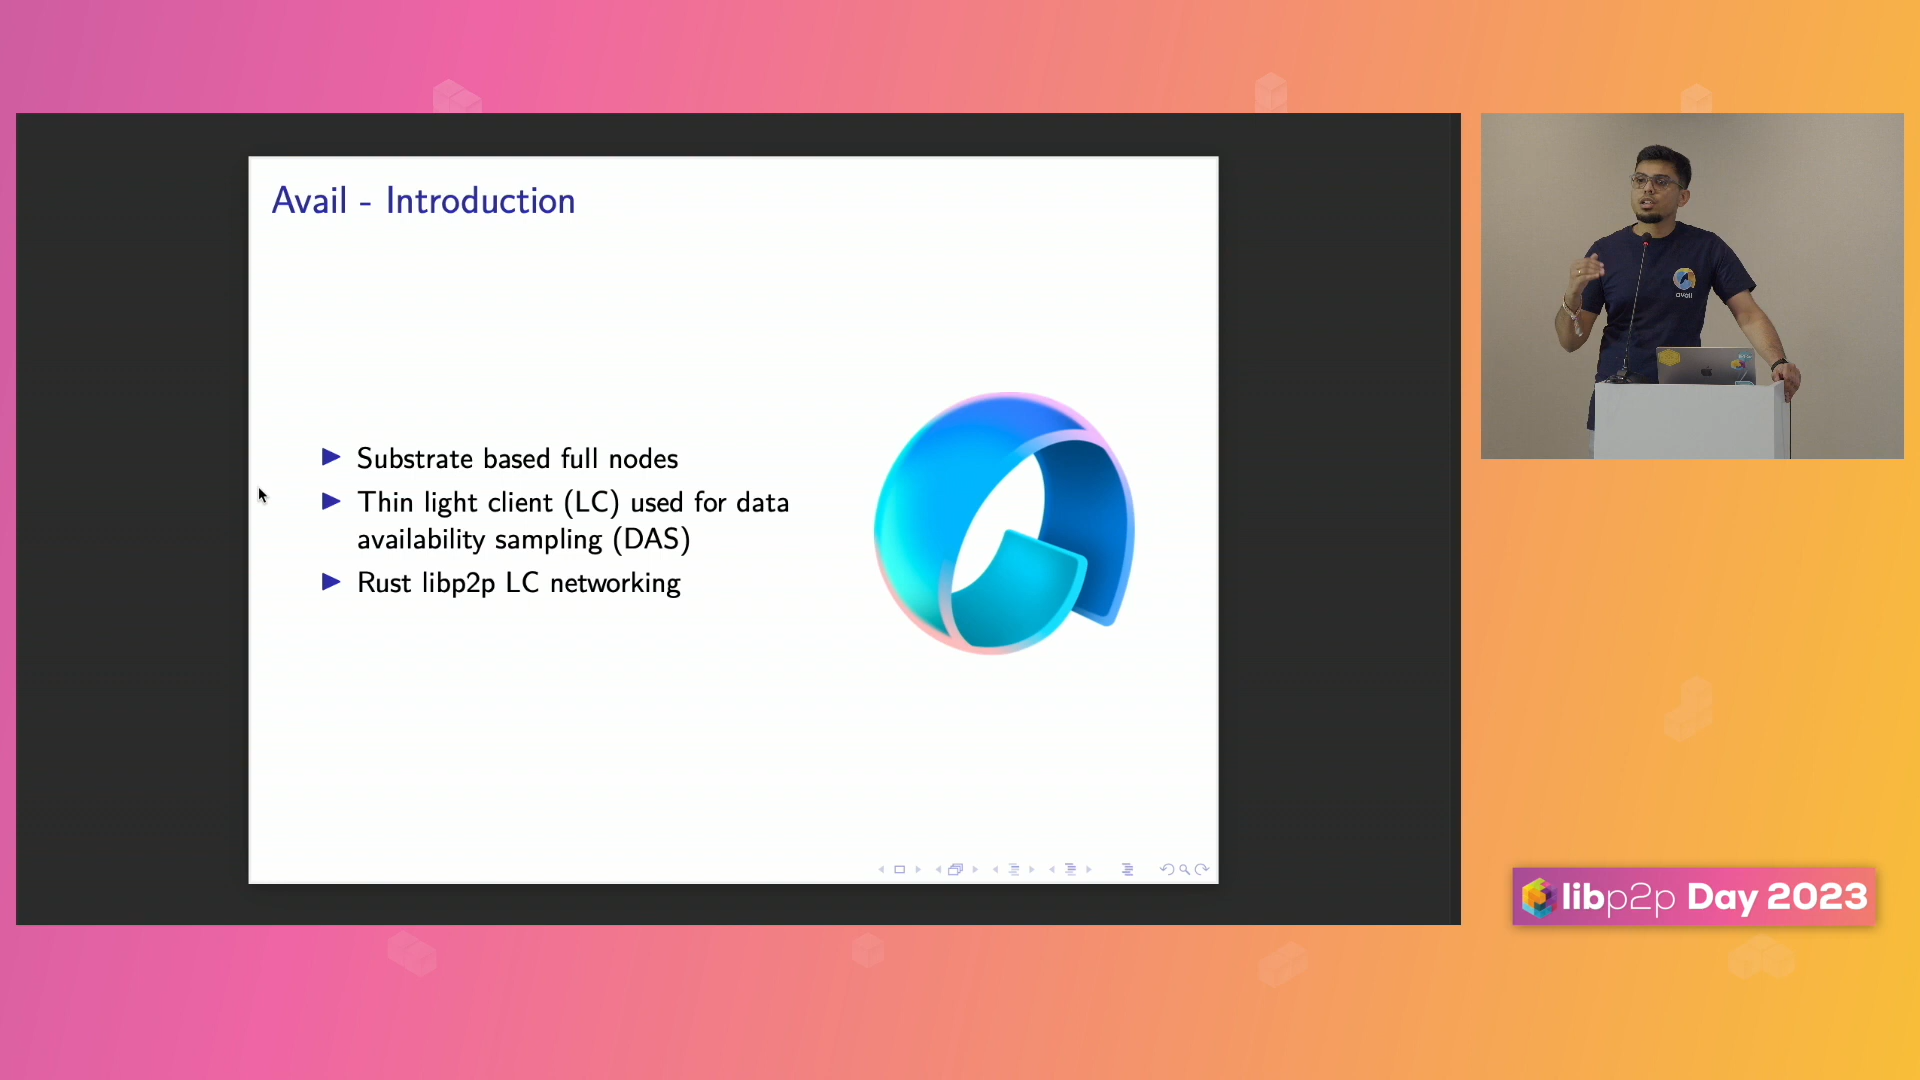 Avail - Introduction
Substrate based full nodes
Thin light client (LC) used for data
availability sampling (DAS)
Rust libp2p LC networking
avail
libp2p Day 2023